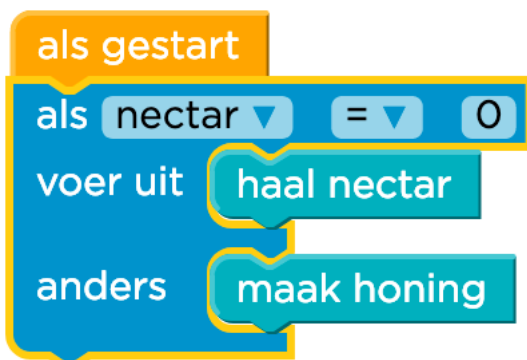 als gestart
als nectar ▼ = ▼ 0
voer uit haal nectar
anders maak honing